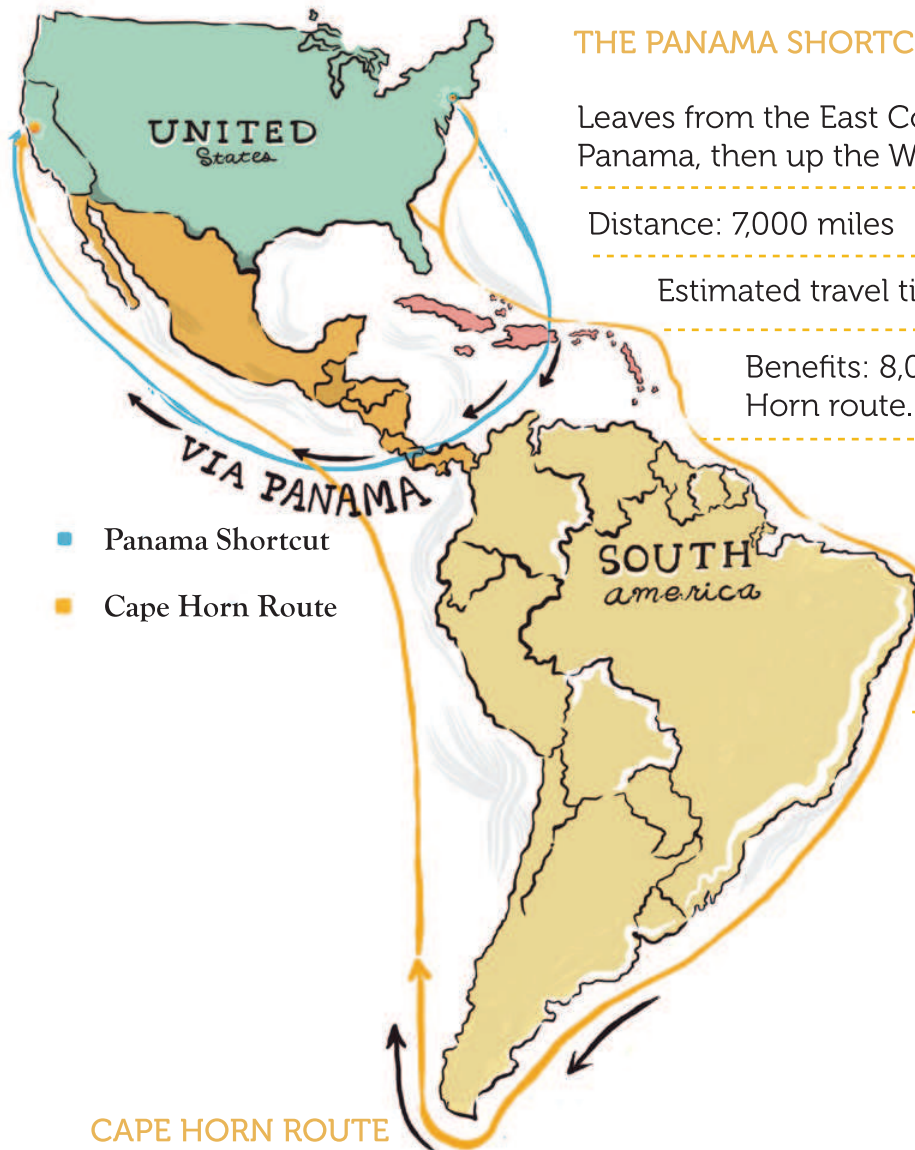 THE PANAMA SHORTC
Leaves from the East Co
Panama, then up the W
Distance: 7,000 miles
Estimated travel ti
Benefits: 8,0
Horn route.
UNITED
States
VIA PANAMA
Panama Shortcut
Cape Horn Route
SOUTH
america
CAPE HORN ROUTE